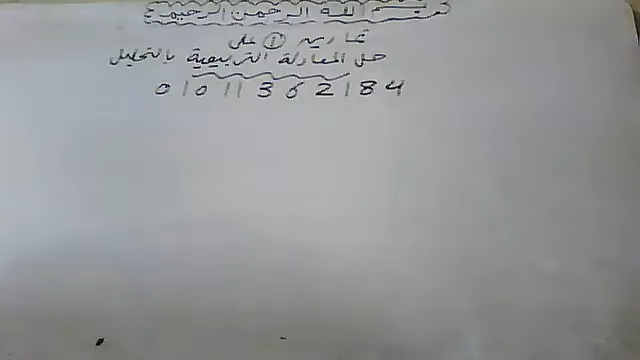 بسم الله الرحمن الرحيم
تمارين ① على
حل المعادلة التربيعية بالتحليل
01011362184